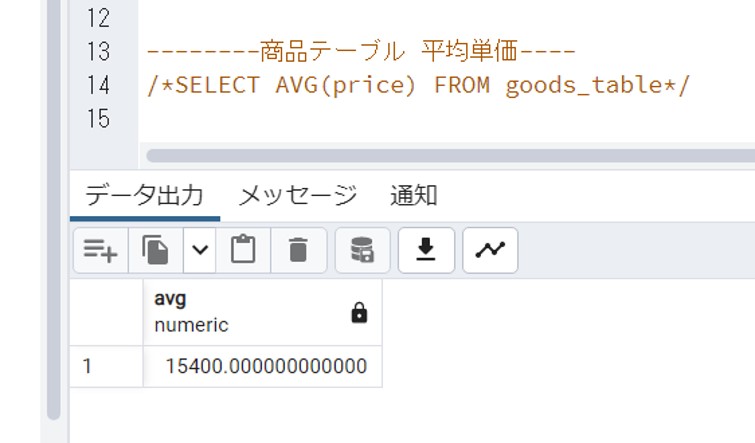 12
13 --------商品テーブル 平均単価----
14 /*SELECT AVG(price) FROM goods_table*/
15
データ出力 メッセージ 通知
avg
numeric
1 15400.000000000000